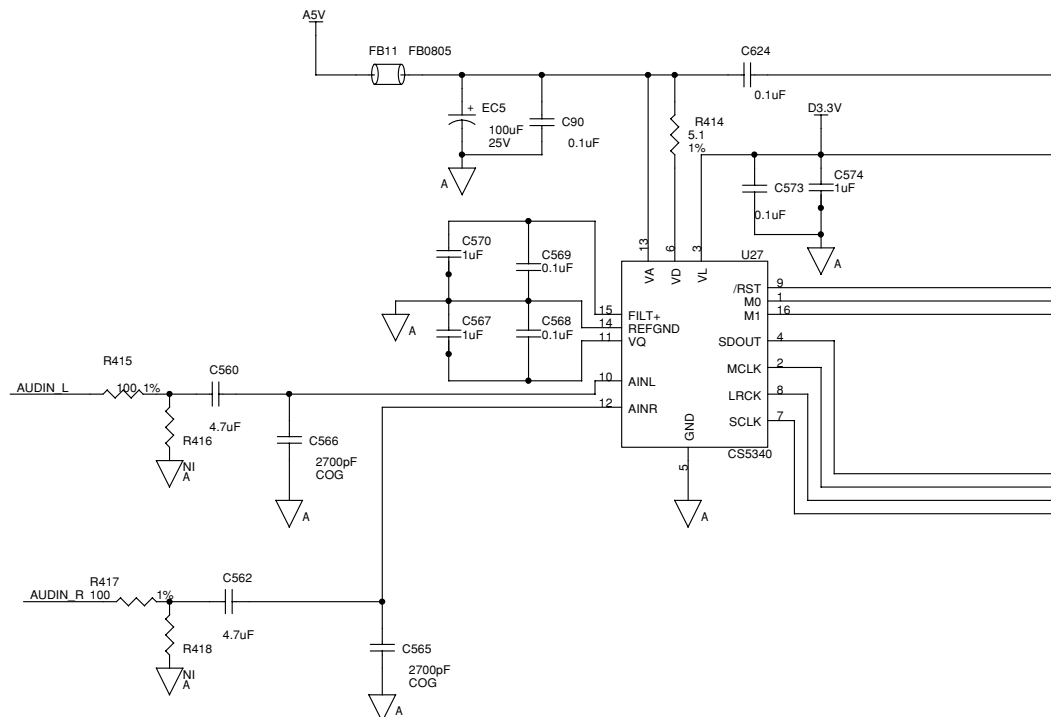 A5V
FB11 FB0805
C624
0.1uF
D3.3V
+ EC5
100uF
25V
C90
0.1uF
R414
5.1
1%
A
C573
0.1uF
C574
1uF
A
C570
1uF
C569
0.1uF
C567
1uF
C568
0.1uF
A
13
6
3
U27
VA
VD
VL
15
FILT+
14
REFGND
11
VQ
10
AINL
12
AINR
/RST
9
M0
1
M1
16
SDOUT
4
MCLK
2
LRCK
8
SCLK
7
GND
5
CS5340
A
R415
AUDIN_L
100 1%
C560
4.7uF
R416
NI
A
C566
2700pF
COG
A
R417
AUDIN_R 100
1%
C562
4.7uF
R418
NI
A
C565
2700pF
COG
A